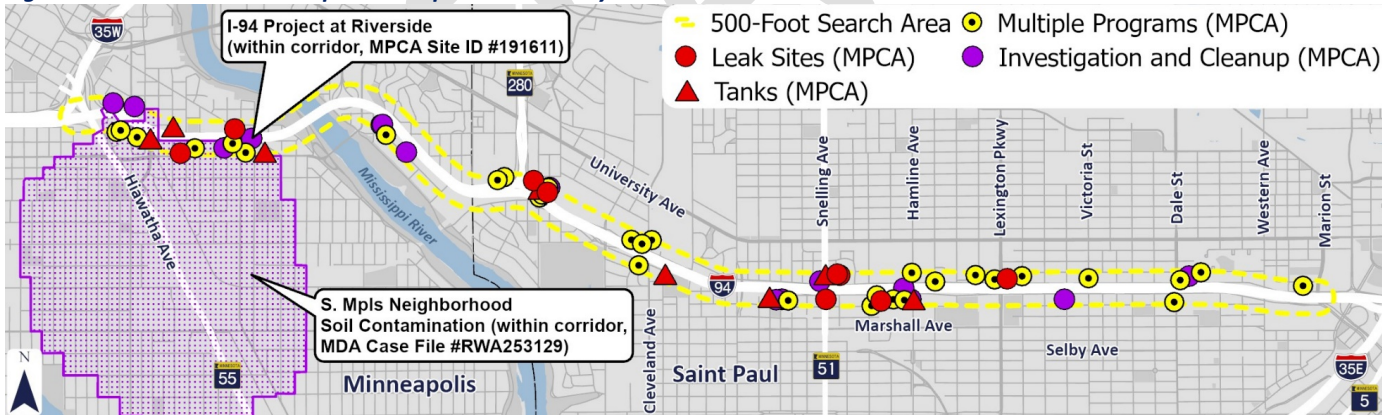 35W
I-94 Project at Riverside
(within corridor, MPCA Site ID #191611)
500-Foot Search Area
Multiple Programs (MPCA)
Leak Sites (MPCA)
Investigation and Cleanup (MPCA)
Tanks (MPCA)
280
University Ave
Mississippi River
Hiawatha Ave
Snelling Ave
Hamline Ave
Lexington Pkwy
Victoria St
Dale St
Western Ave
Marion St
94
S. Mpls Neighborhood
Soil Contamination (within corridor,
MDA Case File #RWA253129)
Marshall Ave
Selby Ave
Cleveland Ave
N
55
Minneapolis
Saint Paul
51
35E
5